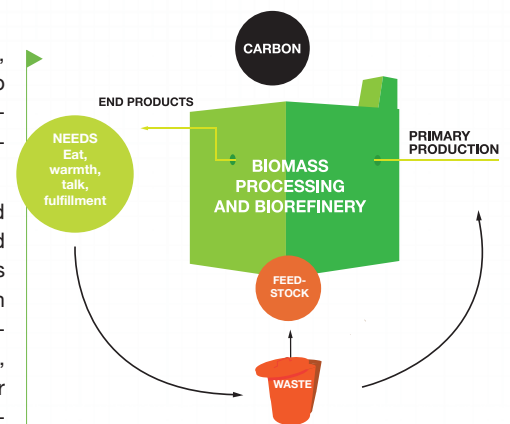 CARBON
END PRODUCTS
NEEDS
Eat,
warmth,
talk,
fulfillment
PRIMARY
PRODUCTION
BIOMASS
PROCESSING
AND BIOREFINERY
FEED-
STOCK
WASTE